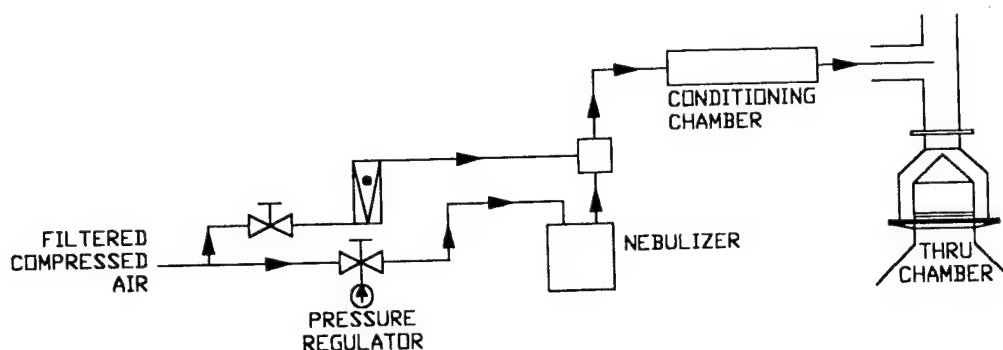 FILTERED
COMPRESSED
AIR
PRESSURE
REGULATOR
NEBULIZER
CONDITIONING
CHAMBER
THRU
CHAMBER